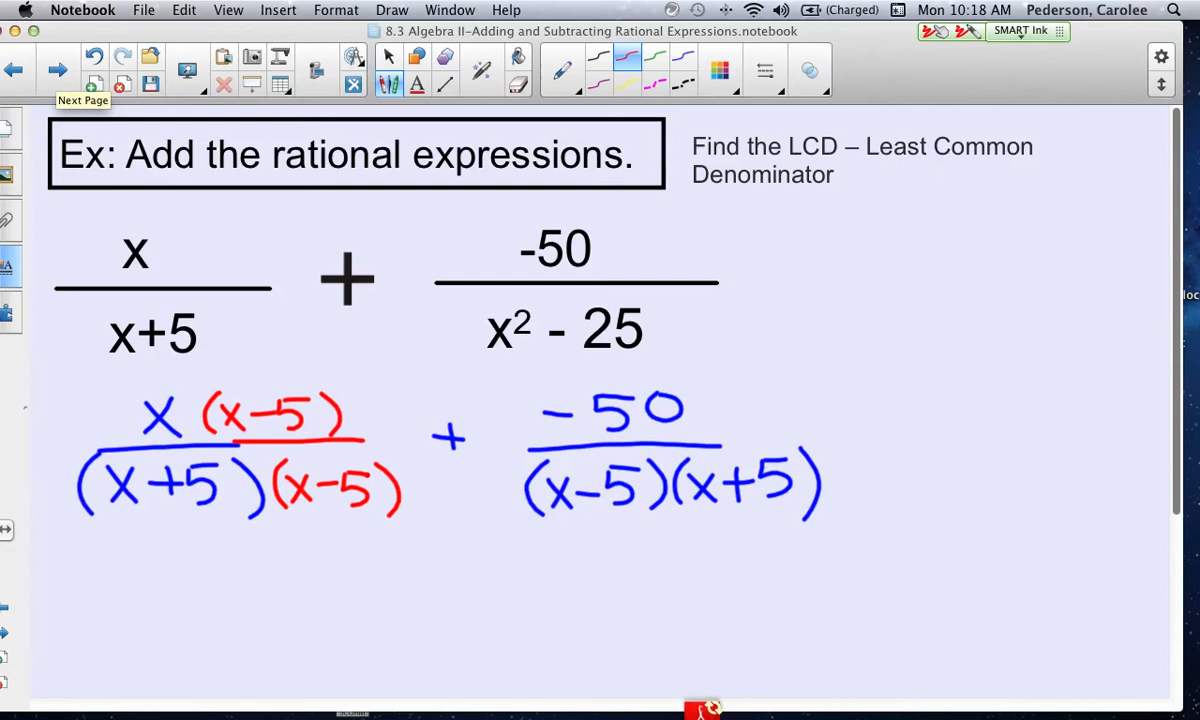 Notebook File Edit View Insert Format Draw Window Help (Charged) Mon 10:18 AM Pederson, Carolee
8.3 Algebra II-Adding and Subtracting Rational Expressions.notebook
SMART Ink
Next Page
Ex: Add the rational expressions.
Find the LCD – Least Common
Denominator
x -50
+
x+5 x² - 25
x (x-5) + -50
(x+5)(x-5) (x-5)(x+5)
loc